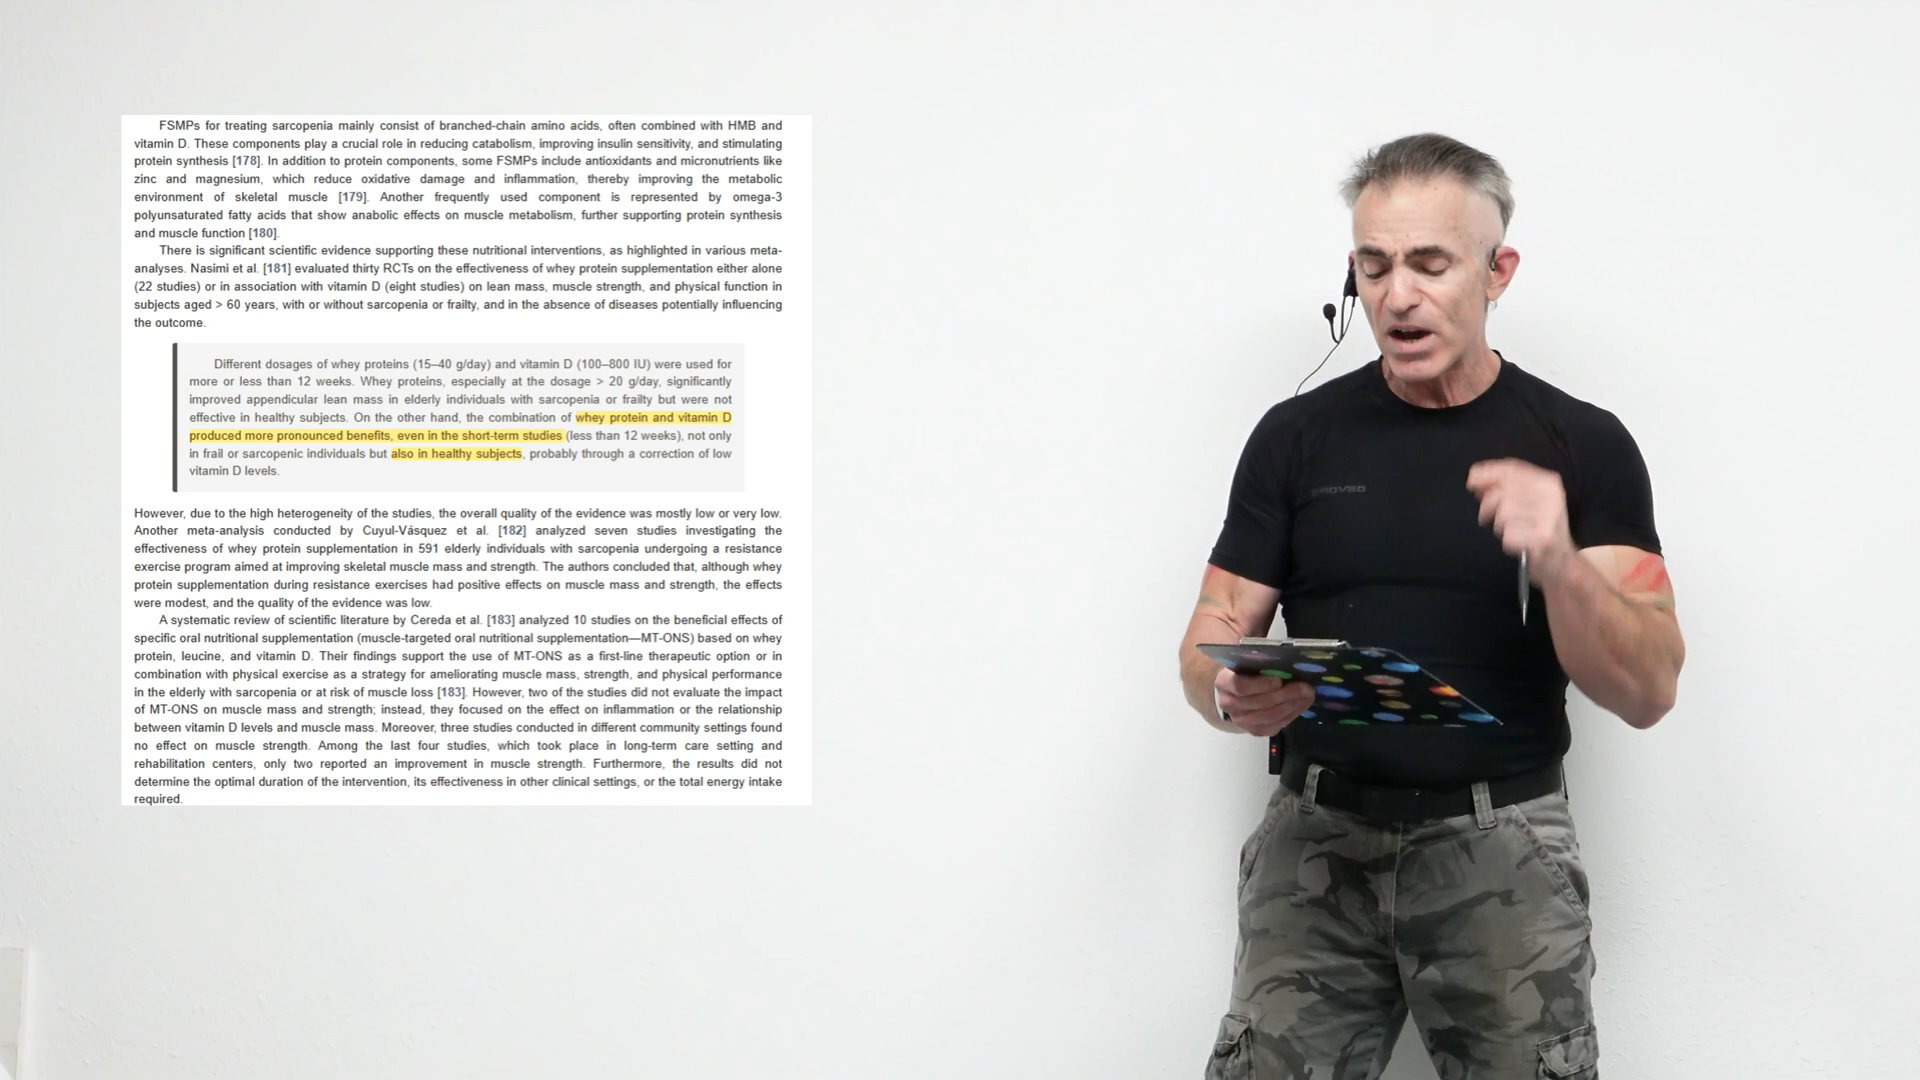 FSMPs for treating sarcopenia mainly consist of branched-chain amino acids, often combined with HMB and
vitamin D. These components play a crucial role in reducing catabolism, improving insulin sensitivity, and stimulating
protein synthesis [178]. In addition to protein components, some FSMPs include antioxidants and micronutrients like
zinc and magnesium, which reduce oxidative damage and inflammation, thereby improving the metabolic
environment of skeletal muscle [179]. Another frequently used component is represented by omega-3
polyunsaturated fatty acids that show anabolic effects on muscle metabolism, further supporting protein synthesis
and muscle function [180].
There is significant scientific evidence supporting these nutritional interventions, as highlighted in various meta-
analyses. Nasimi et al. [181] evaluated thirty RCTs on the effectiveness of whey protein supplementation either alone
(22 studies) or in association with vitamin D (eight studies) on lean mass, muscle strength, and physical function in
subjects aged > 60 years, with or without sarcopenia or frailty, and in the absence of diseases potentially influencing
the outcome.
Different dosages of whey proteins (15–40 g/day) and vitamin D (100–800 IU) were used for
more or less than 12 weeks. Whey proteins, especially at the dosage > 20 g/day, significantly
improved appendicular lean mass in elderly individuals with sarcopenia or frailty but were not
effective in healthy subjects. On the other hand, the combination of whey protein and vitamin D
produced more pronounced benefits, even in the short-term studies (less than 12 weeks), not only
in frail or sarcopenic individuals but also in healthy subjects, probably through a correction of low
vitamin D levels.
However, due to the high heterogeneity of the studies, the overall quality of the evidence was mostly low or very low.
Another meta-analysis conducted by Cuyul-Vásquez et al. [182] analyzed seven studies investigating the
effectiveness of whey protein supplementation in 591 elderly individuals with sarcopenia undergoing a resistance
exercise program aimed at improving skeletal muscle mass and strength. The authors concluded that, although whey
protein supplementation during resistance exercises had positive effects on muscle mass and strength, the effects
were modest, and the quality of the evidence was low.
A systematic review of scientific literature by Cereda et al. [183] analyzed 10 studies on the beneficial effects of
specific oral nutritional supplementation (muscle-targeted oral nutritional supplementation—MT-ONS) based on whey
protein, leucine, and vitamin D. Their findings support the use of MT-ONS as a first-line therapeutic option or in
combination with physical exercise as a strategy for ameliorating muscle mass, strength, and physical performance
in the elderly with sarcopenia or at risk of muscle loss [183]. However, two of the studies did not evaluate the impact
of MT-ONS on muscle mass and strength; instead, they focused on the effect on inflammation or the relationship
between vitamin D levels and muscle mass. Moreover, three studies conducted in different community settings found
no effect on muscle strength. Among the last four studies, which took place in long-term care setting and
rehabilitation centers, only two reported an improvement in muscle strength. Furthermore, the results did not
determine the optimal duration of the intervention, its effectiveness in other clinical settings, or the total energy intake
required.